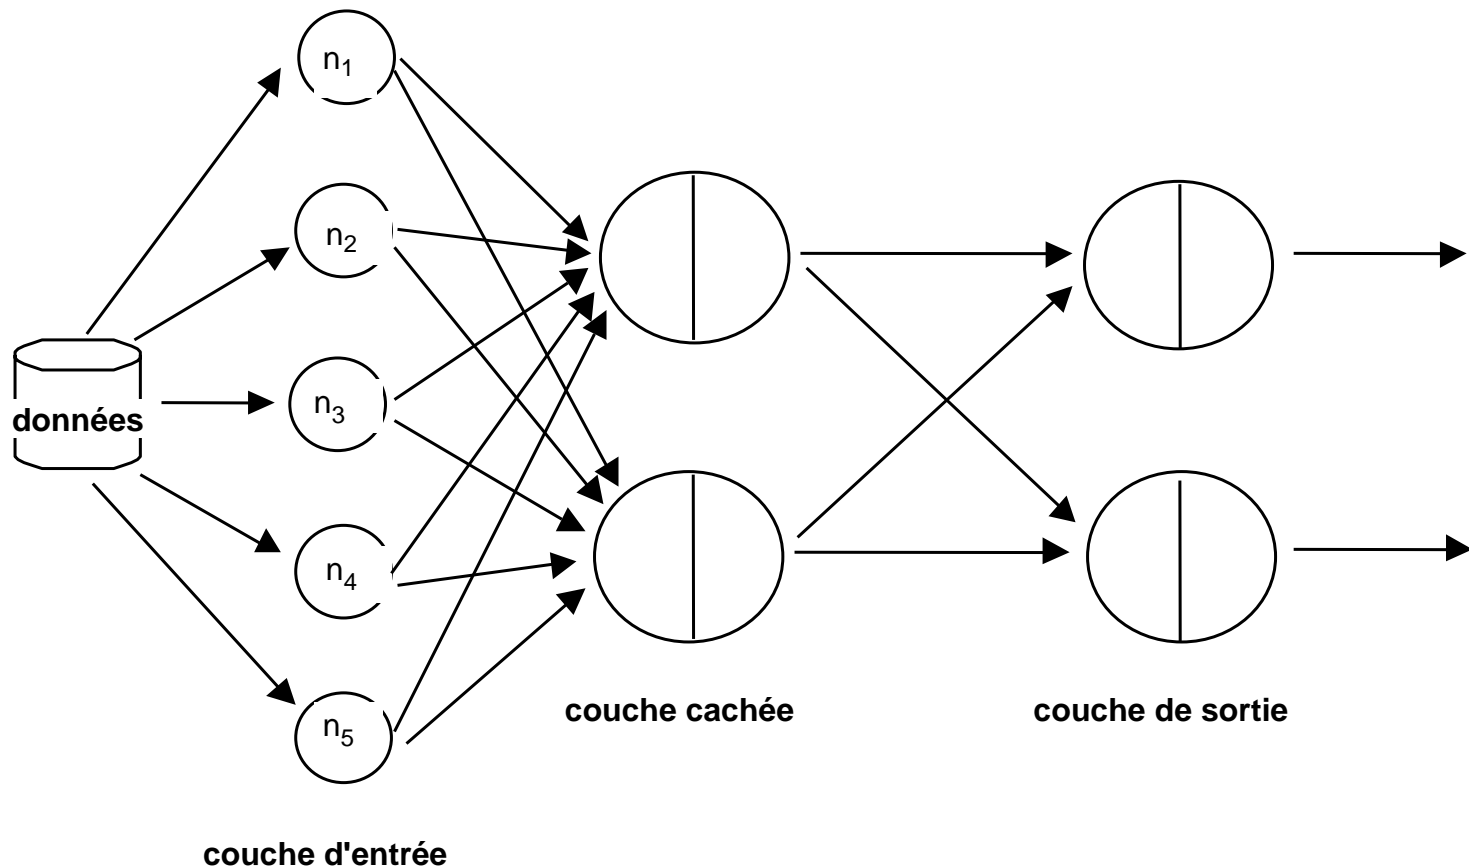 n1
n2
données
n3
n4
n5
couche cachée
couche de sortie
couche d'entrée